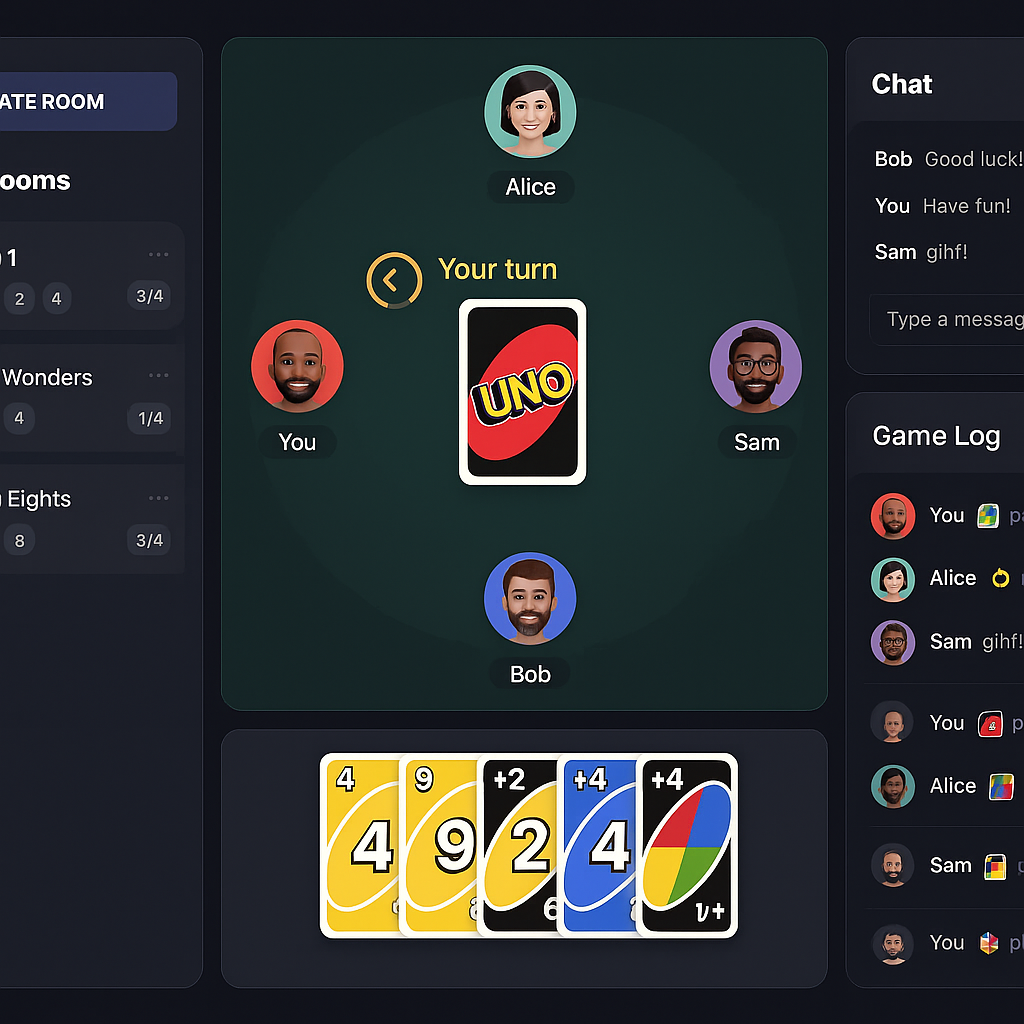 ATE ROOM
ooms
1
2 4 3/4
Wonders
4 1/4
Eights
8 3/4
Alice
Your turn
You
UNO
Sam
Bob
4
4
9
9
+2
2
+4
4
+4
Chat
Bob Good luck!
You Have fun!
Sam gihf!
Type a messag
Game Log
You pa
Alice
Sam gihf!
You p
Alice
Sam
You pl